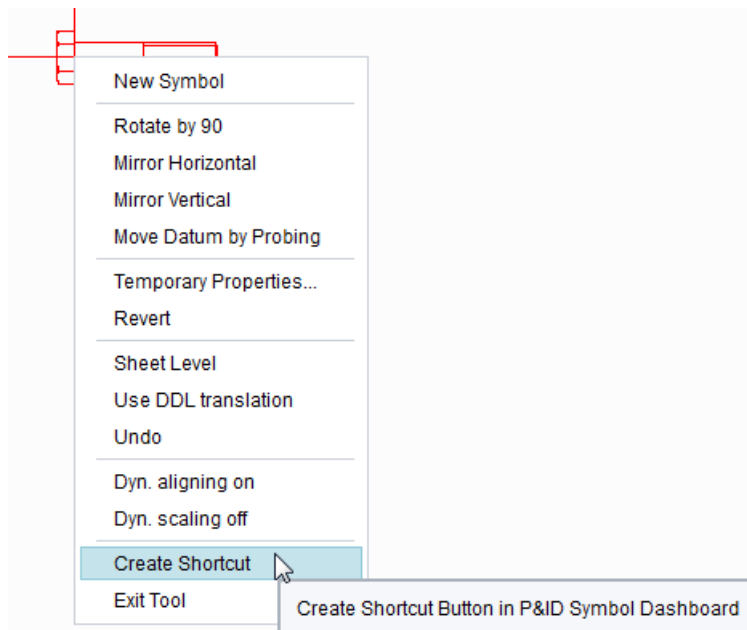 New Symbol
Rotate by 90
Mirror Horizontal
Mirror Vertical
Move Datum by Probing
Temporary Properties...
Revert
Sheet Level
Use DDL translation
Undo
Dyn. aligning on
Dyn. scaling off
Create Shortcut
Exit Tool
Create Shortcut Button in P&ID Symbol Dashboard